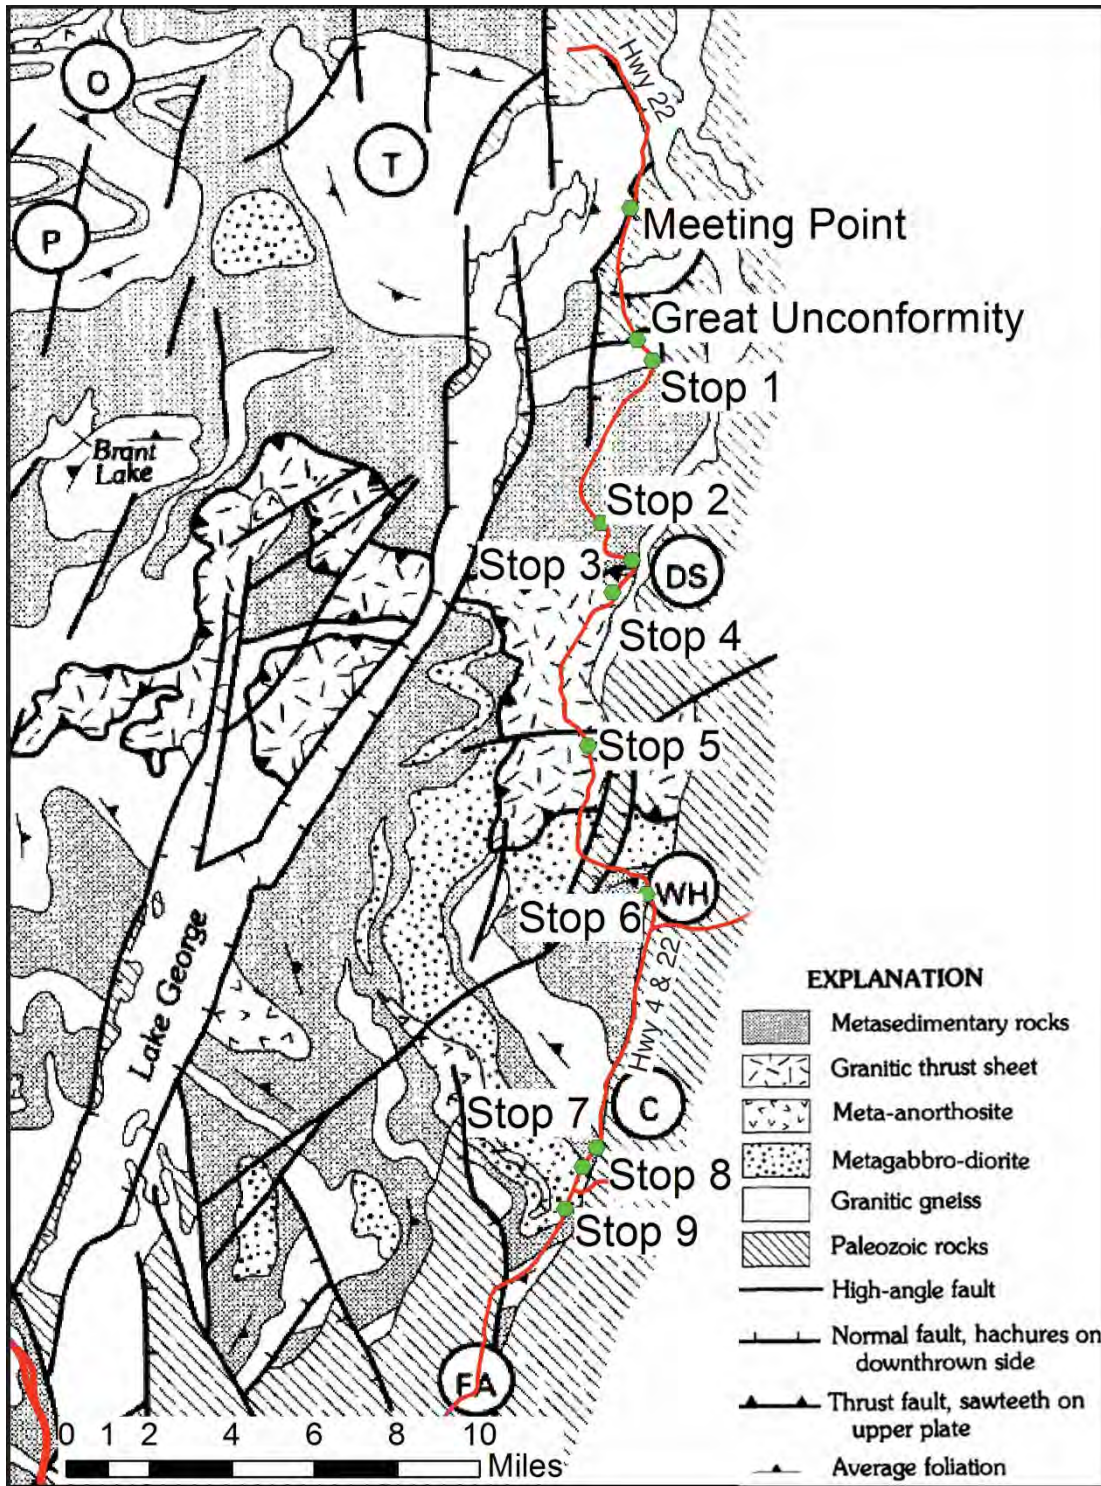 O
T
Hwy 22
P
Meeting Point
Great Unconformity
Stop 1
Brant
Lake
Stop 2
Stop 3
DS
Stop 4
Stop 5
WH
Stop 6
Lake George
Hwy 4 & 22
Stop 7
C
Stop 8
Stop 9
FA
0 1 2 4 6 8 10
Miles
EXPLANATION
Metasedimentary rocks
Granitic thrust sheet
Meta-anorthosite
Metagabbro-diorite
Granitic gneiss
Paleozoic rocks
High-angle fault
Normal fault, hachures on
downthrown side
Thrust fault, sawteeth on
upper plate
Average foliation